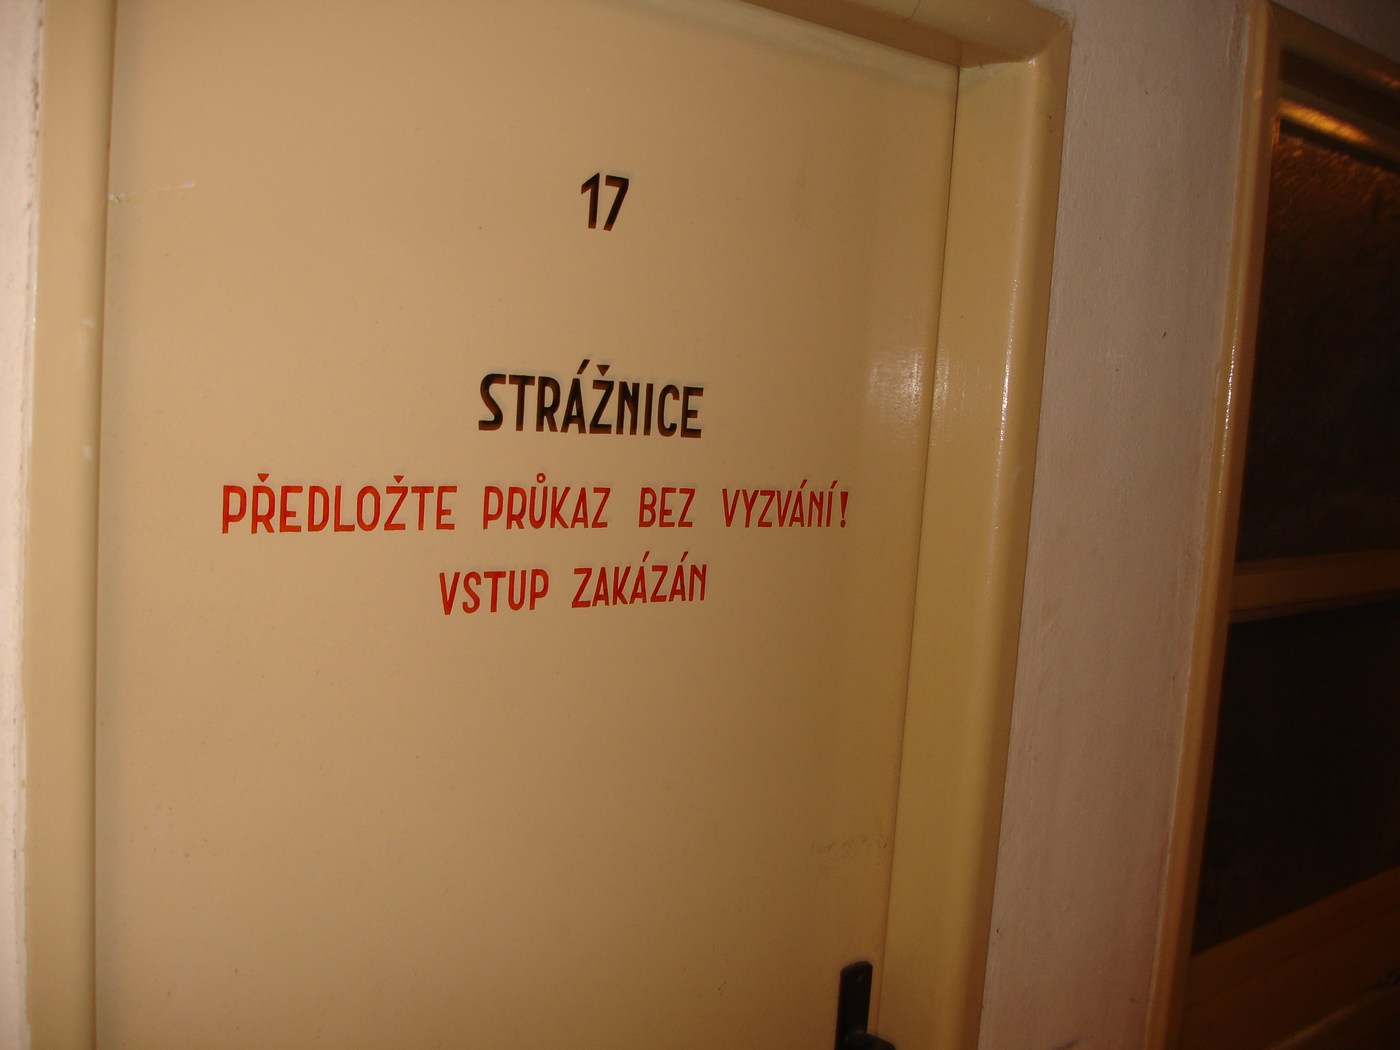 17
STRÁŽNICE
PŘEDLOŽTE PRŮKAZ BEZ VYZVÁNÍ!
VSTUP ZAKÁZÁN